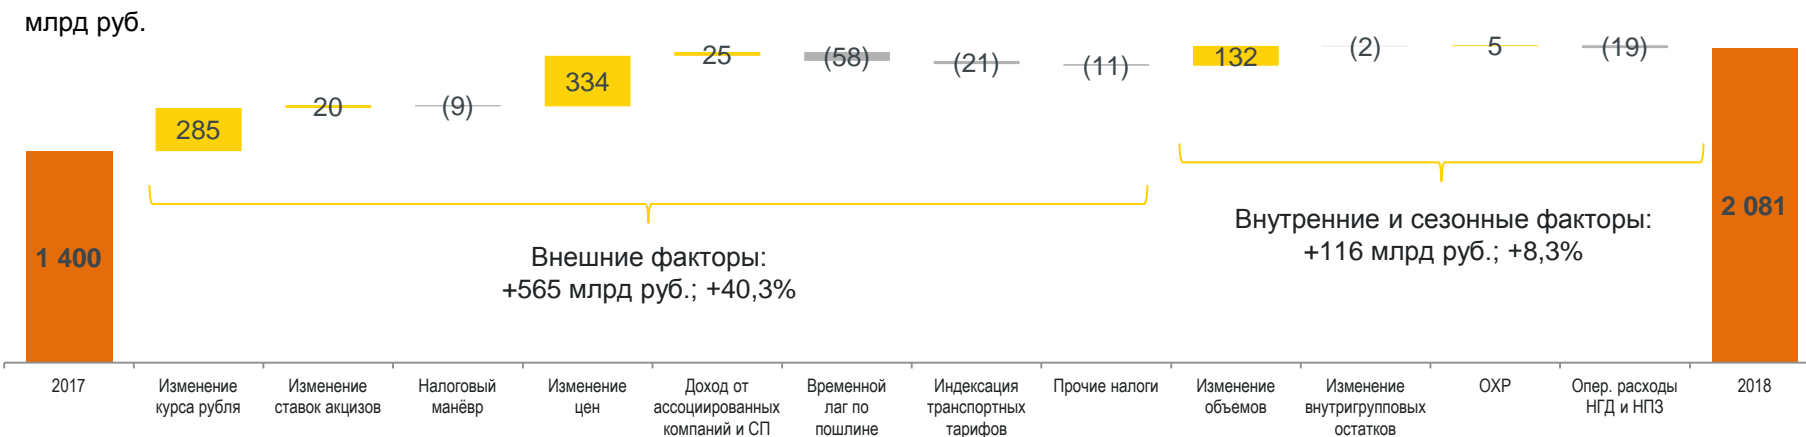 млрд руб.
285
20
(9)
334
25
(58)
(21)
(11)
132
(2)
5
(19)
1 400
2 081
Внешние факторы:
+565 млрд руб.; +40,3%
Внутренние и сезонные факторы:
+116 млрд руб.; +8,3%
2017
Изменение
курса рубля
Изменение
ставок акцизов
Налоговый
манёвр
Изменение
цен
Доход от
ассоциированных
компаний и СП
Временной
лаг по
пошлине
Индексация
транспортных
тарифов
Прочие налоги
Изменение
объемов
Изменение
внутригрупповых
остатков
ОХР
Опер. расходы
НГД и НПЗ
2018